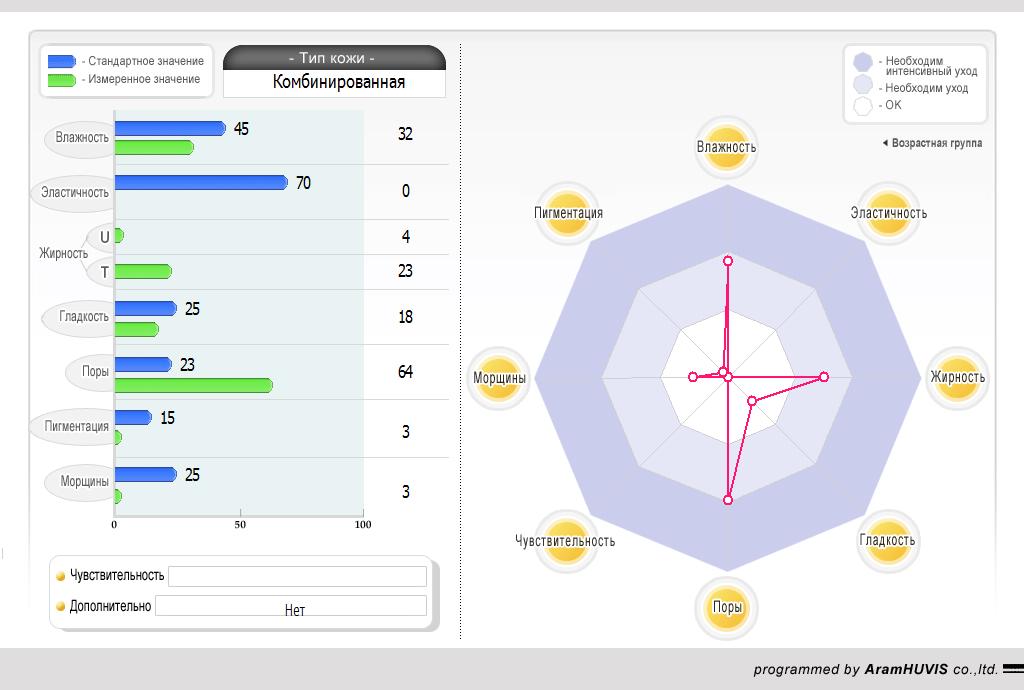 - Стандартное значение
- Измеренное значение
- Тип кожи -
Комбинированная
Влажность 45 32
Эластичность 70 0
Жирность
U 4
T 23
Гладкость 25 18
Поры 23 64
Пигментация 15 3
Морщины 25 3
0 50 100
Чувствительность
Дополнительно Нет
- Необходим
интенсивный уход
- Необходим уход
- OK
Возрастная группа
Влажность
Пигментация
Эластичность
Морщины
Жирность
Чувствительность
Гладкость
Поры
programmed by AramHUVIS co.,ltd.